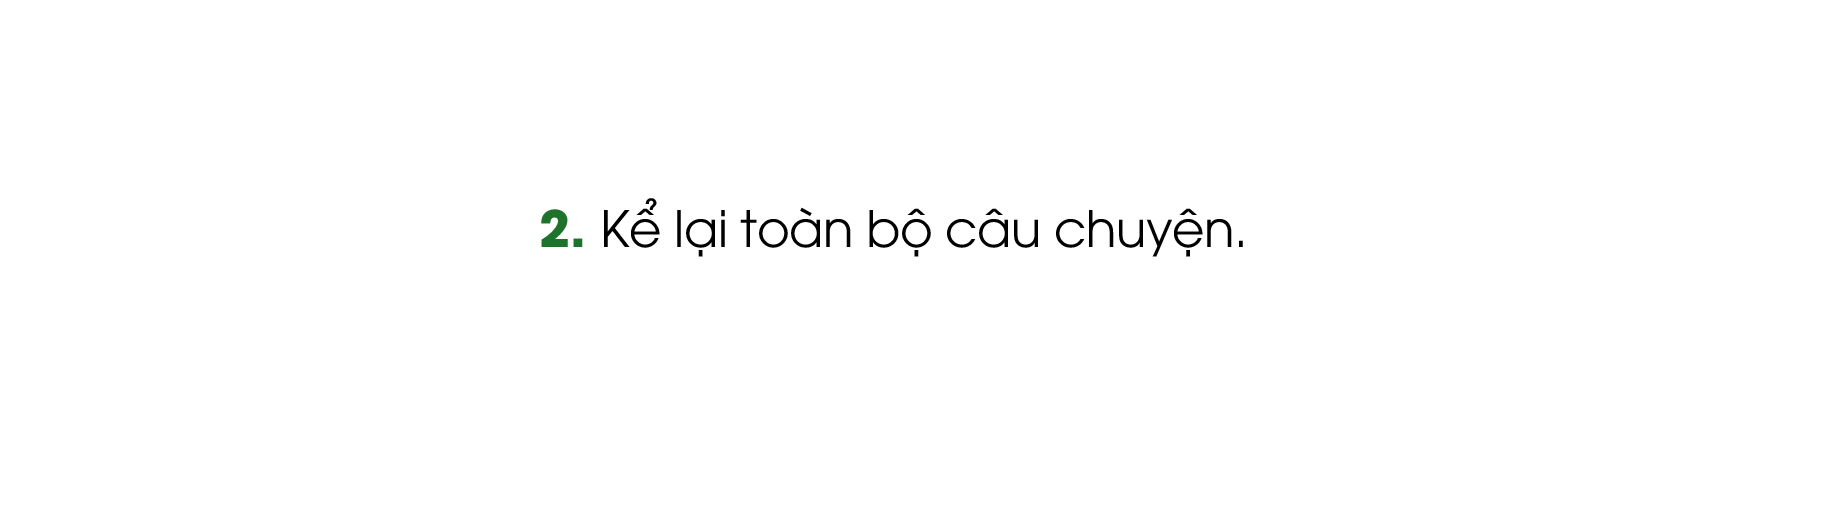 2. Kể lại toàn bộ câu chuyện.